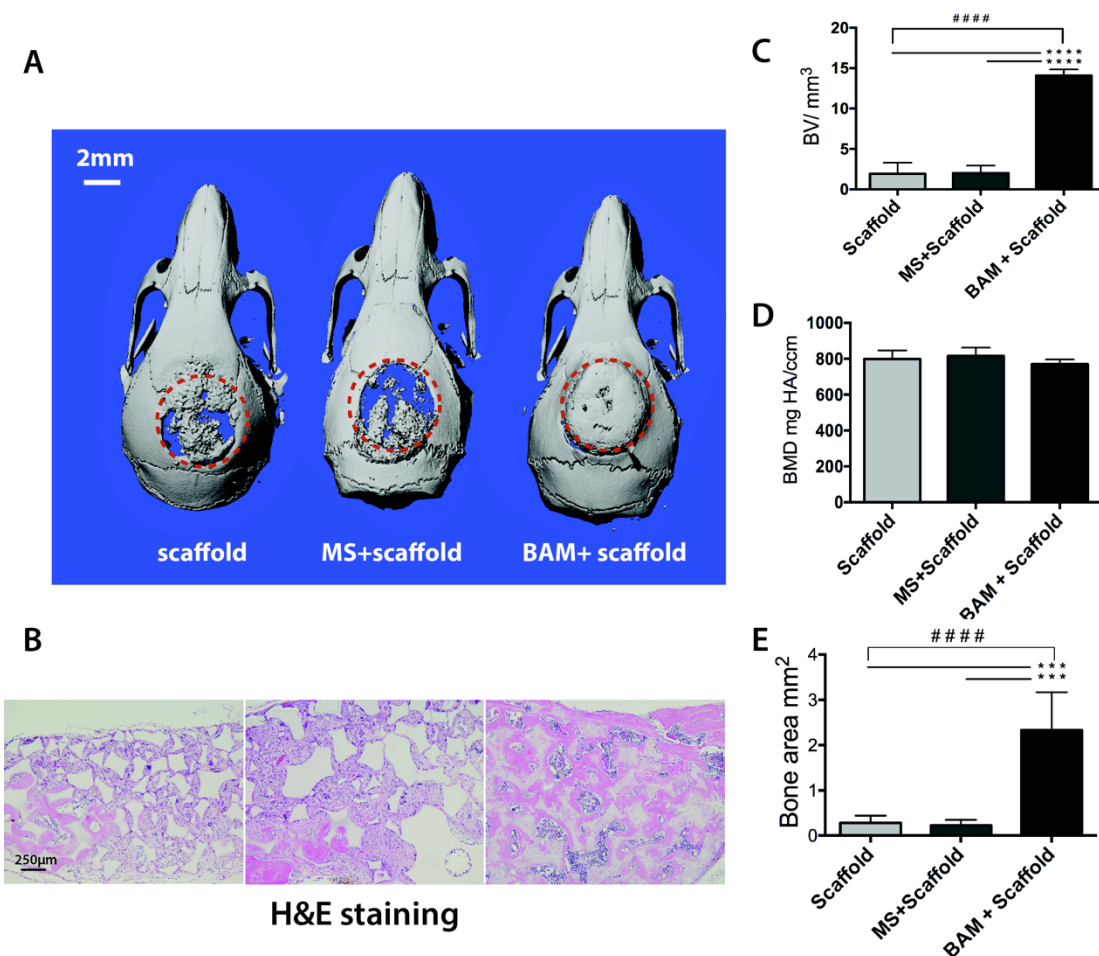 A
2mm
scaffold
MS+scaffold
BAM+ scaffold
B
250µm
H&E staining
C
####
****
****
BV/ mm³
20
15
10
5
0
Scaffold
MS+Scaffold
BAM + Scaffold
D
BMD mg HA/ccm
1000
800
600
400
200
0
Scaffold
MS+Scaffold
BAM + Scaffold
E
####
***
***
Bone area mm²
4
3
2
1
0
Scaffold
MS+Scaffold
BAM + Scaffold